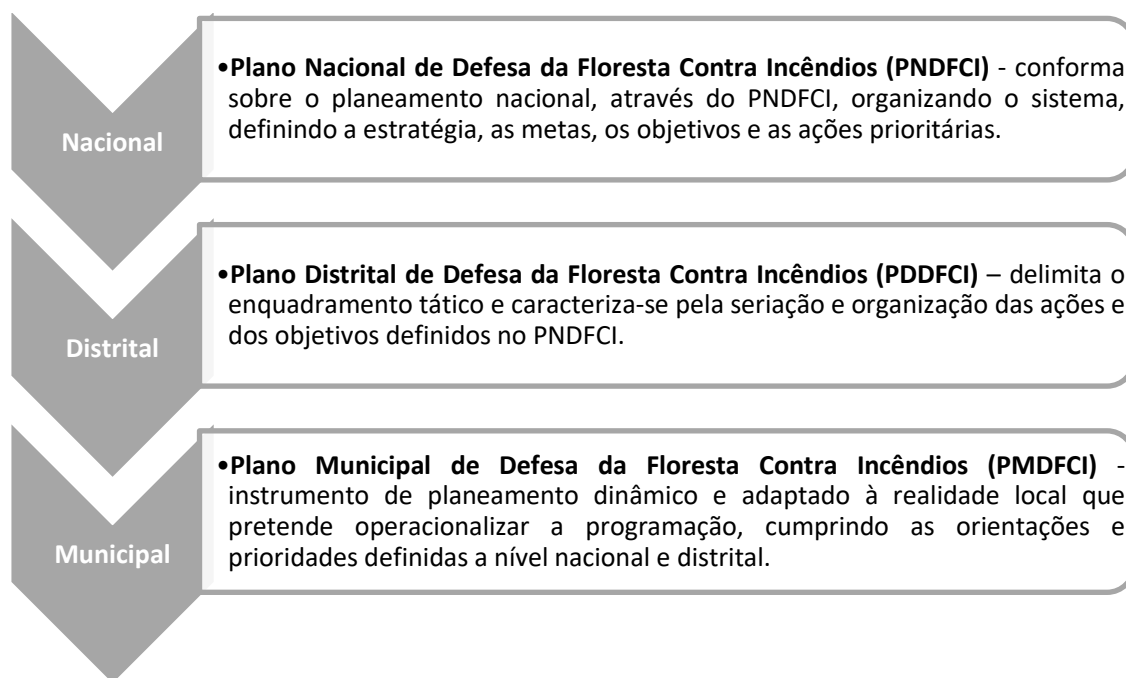 Nacional
•Plano Nacional de Defesa da Floresta Contra Incêndios (PNDFCI) - conforma
sobre o planeamento nacional, através do PNDFCI, organizando o sistema,
definindo a estratégia, as metas, os objetivos e as ações prioritárias.
Distrital
•Plano Distrital de Defesa da Floresta Contra Incêndios (PDDFCI) – delimita o
enquadramento tático e caracteriza-se pela seriação e organização das ações e
dos objetivos definidos no PNDFCI.
Municipal
•Plano Municipal de Defesa da Floresta Contra Incêndios (PMDFCI) -
instrumento de planeamento dinâmico e adaptado à realidade local que
pretende operacionalizar a programação, cumprindo as orientações e
prioridades definidas a nível nacional e distrital.